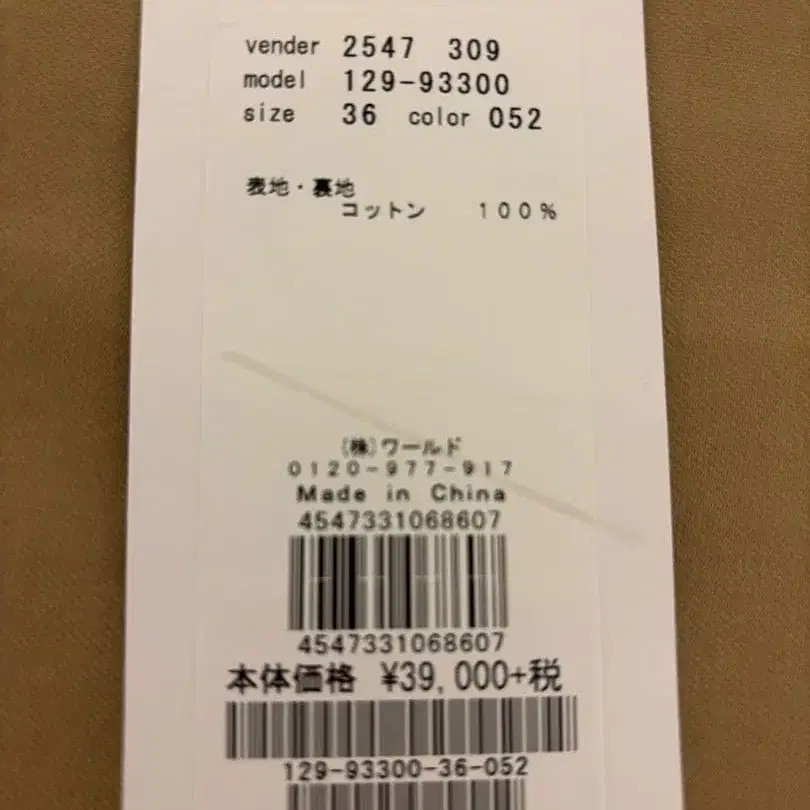 vender 2547 309
model 129-93300
size 36 color 052
表地・裏地
コットン 100%
(株)ワールド
0120-977-917
Made in China
4547331068607
4547331068607
本体価格 ¥39,000+税
129-93300-36-052